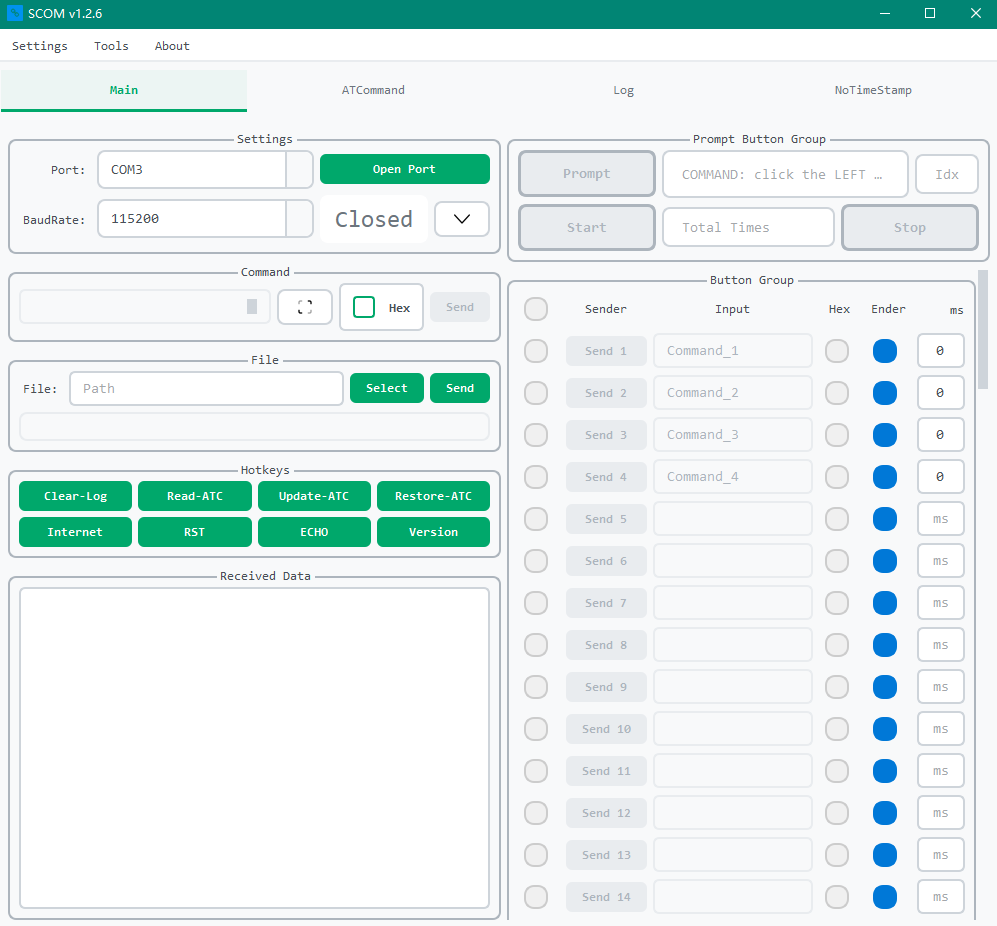 SCOM v1.2.6
Settings Tools About
Main ATCommand Log NoTimeStamp
Settings
Port: COM3 Open Port
BaudRate: 115200 Closed
Command
Hex Send
File
File: Path Select Send
Hotkeys
Clear-Log Read-ATC Update-ATC Restore-ATC
Internet RST ECHO Version
Received Data
Prompt Button Group
Prompt COMMAND: click the LEFT … Idx
Start Total Times Stop
Button Group
Sender Input Hex Ender ms
Send 1 Command_1 0
Send 2 Command_2 0
Send 3 Command_3 0
Send 4 Command_4 0
Send 5 ms
Send 6 ms
Send 7 ms
Send 8 ms
Send 9 ms
Send 10 ms
Send 11 ms
Send 12 ms
Send 13 ms
Send 14 ms